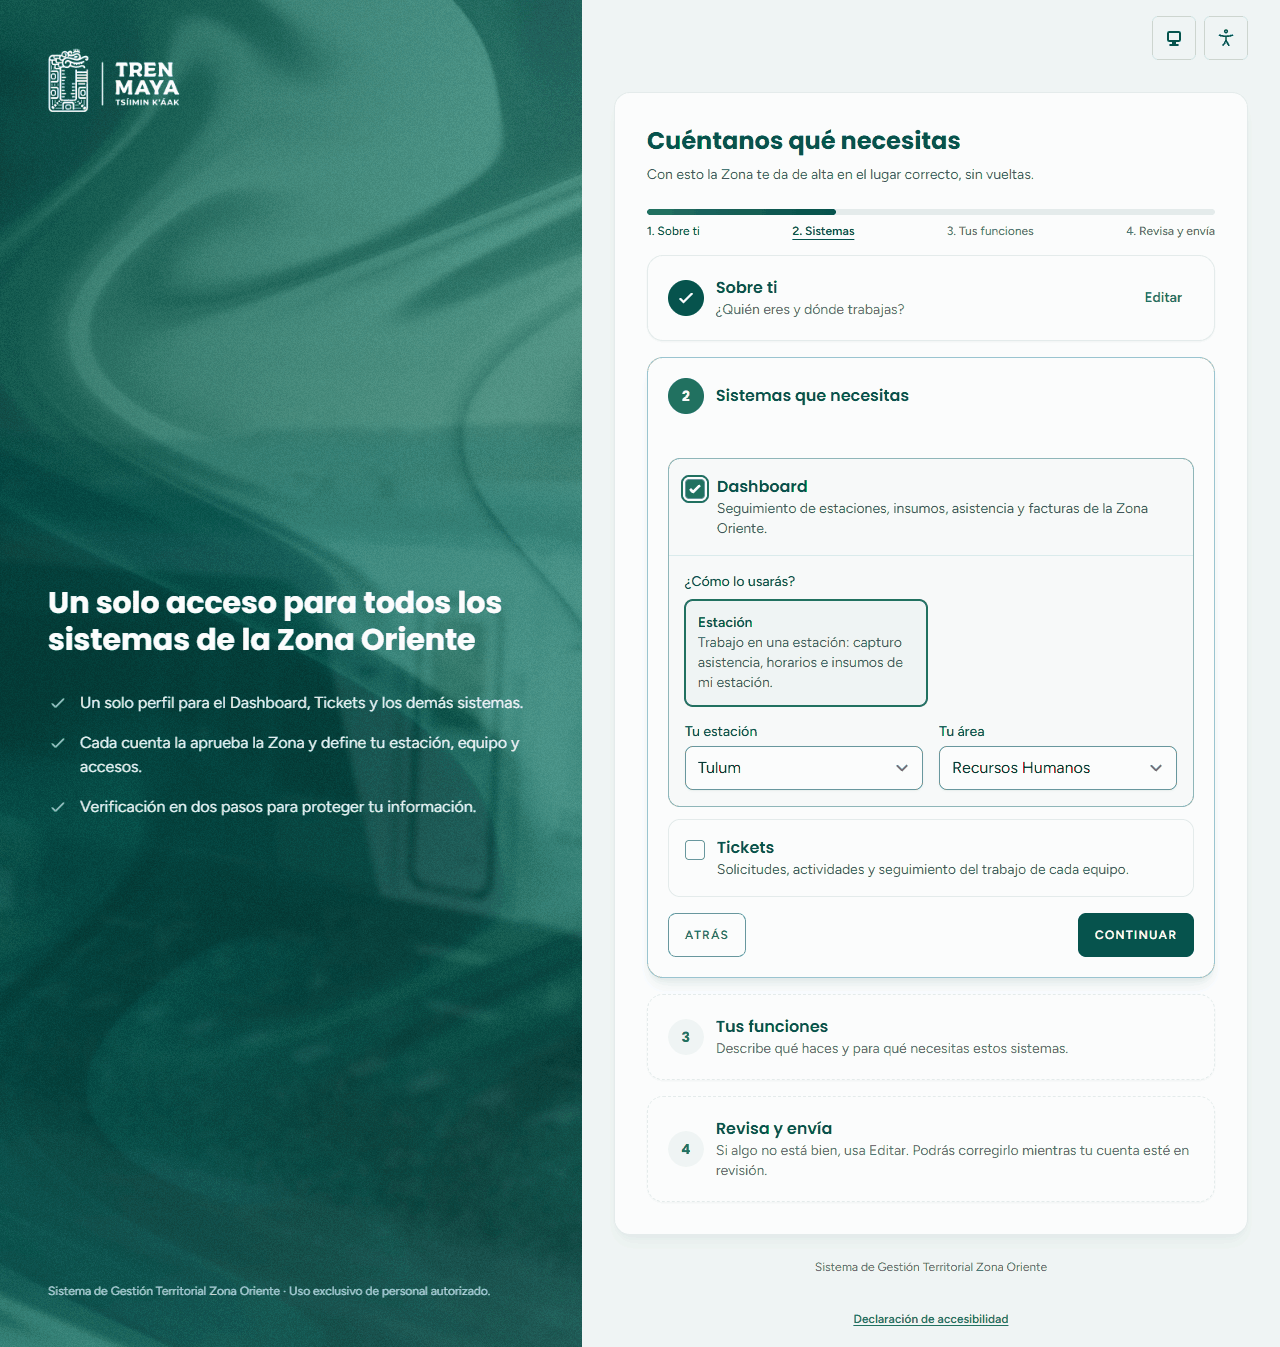 TREN
MAYA
TSÍIMIN K'ÁAK
Un solo acceso para todos los
sistemas de la Zona Oriente
Un solo perfil para el Dashboard, Tickets y los demás sistemas.
Cada cuenta la aprueba la Zona y define tu estación, equipo y
accesos.
Verificación en dos pasos para proteger tu información.
Sistema de Gestión Territorial Zona Oriente · Uso exclusivo de personal autorizado.
Cuéntanos qué necesitas
Con esto la Zona te da de alta en el lugar correcto, sin vueltas.
1. Sobre ti
2. Sistemas
3. Tus funciones
4. Revisa y envía
Sobre ti
¿Quién eres y dónde trabajas?
Editar
2
Sistemas que necesitas
Dashboard
Seguimiento de estaciones, insumos, asistencia y facturas de la Zona
Oriente.
¿Cómo lo usarás?
Estación
Trabajo en una estación: capturo
asistencia, horarios e insumos de
mi estación.
Tu estación
Tulum
Tu área
Recursos Humanos
Tickets
Solicitudes, actividades y seguimiento del trabajo de cada equipo.
ATRÁS
CONTINUAR
3
Tus funciones
Describe qué haces y para qué necesitas estos sistemas.
4
Revisa y envía
Si algo no está bien, usa Editar. Podrás corregirlo mientras tu cuenta esté en
revisión.
Sistema de Gestión Territorial Zona Oriente
Declaración de accesibilidad